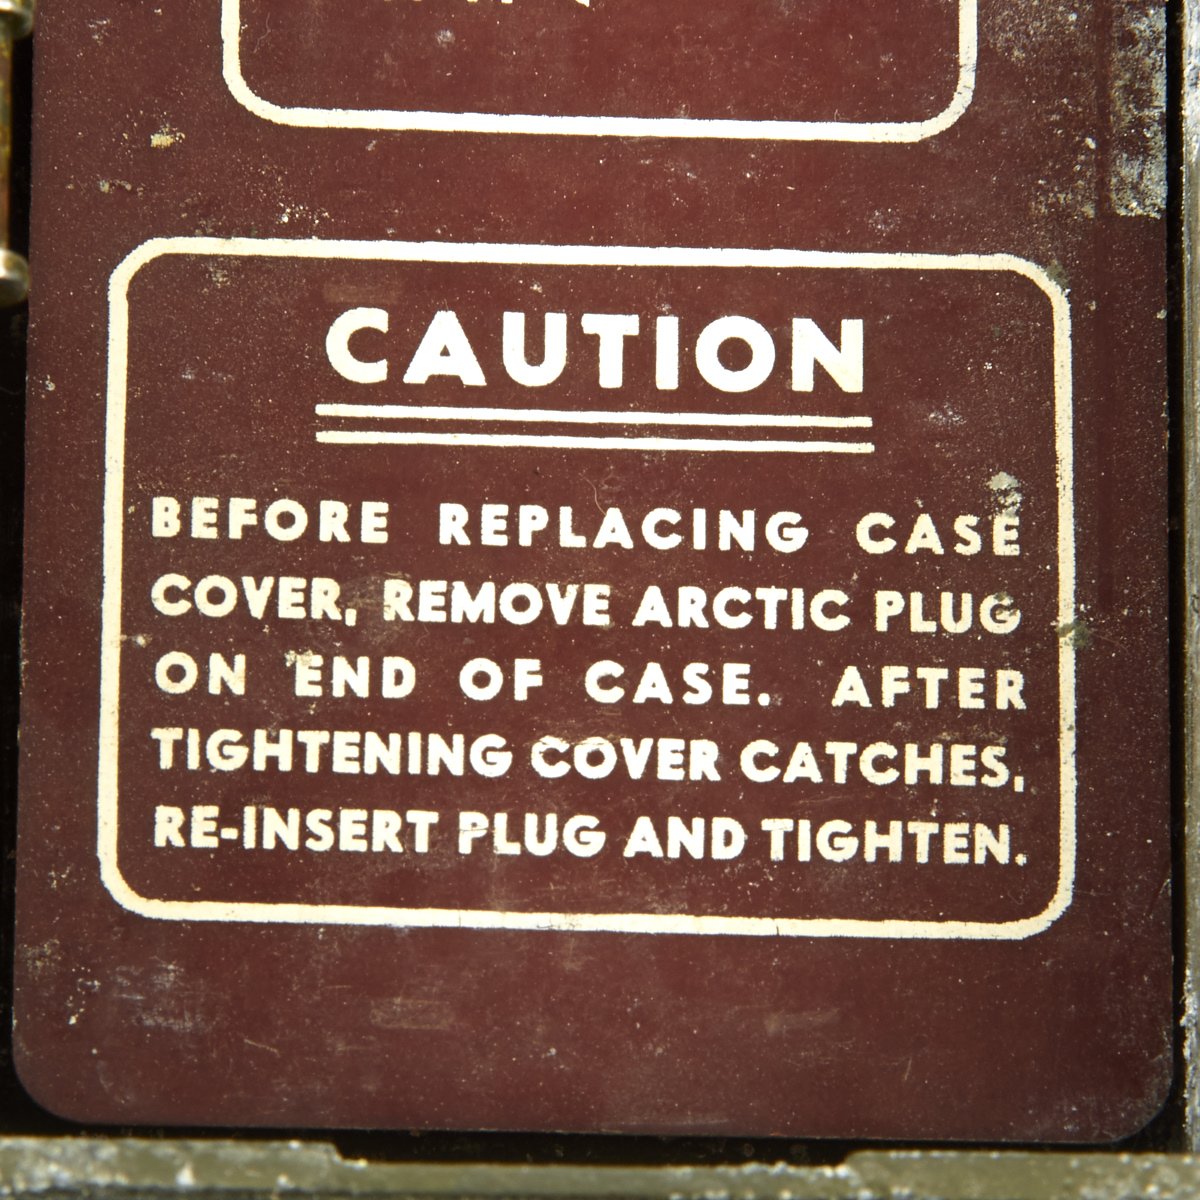 CAUTION
BEFORE REPLACING CASE
COVER, REMOVE ARCTIC PLUG
ON END OF CASE. AFTER
TIGHTENING COVER CATCHES,
RE-INSERT PLUG AND TIGHTEN.